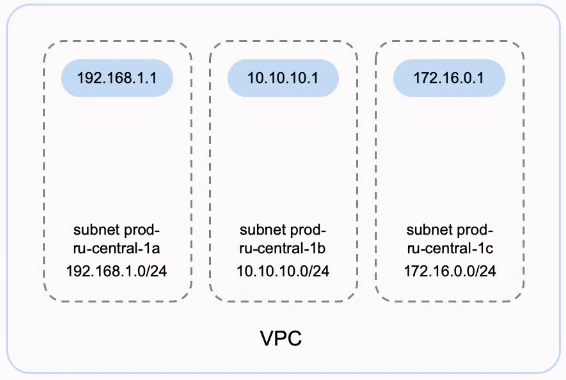 192.168.1.1
10.10.10.1
172.16.0.1
subnet prod-
ru-central-1a
192.168.1.0/24
subnet prod-
ru-central-1b
10.10.10.0/24
subnet prod-
ru-central-1c
172.16.0.0/24
VPC